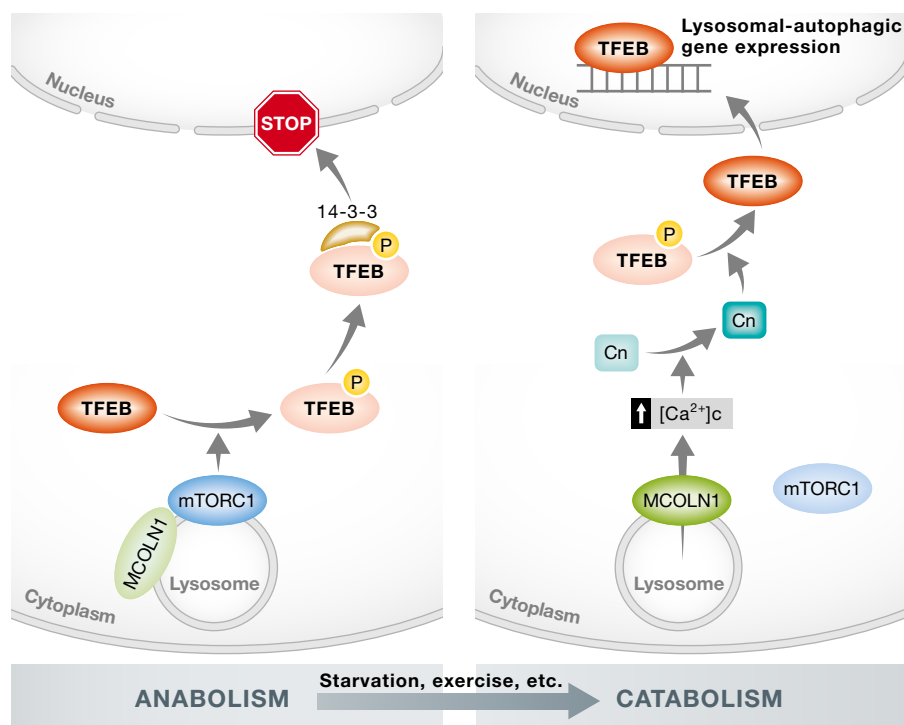 Nucleus
STOP
14-3-3
P
TFEB
TFEB
P
TFEB
mTORC1
MCOLN1
Lysosome
Cytoplasm
Lysosomal-autophagic
gene expression
TFEB
Nucleus
TFEB
P
TFEB
Cn
Cn
[Ca²⁺]c
MCOLN1
mTORC1
Lysosome
Cytoplasm
ANABOLISM
Starvation, exercise, etc.
CATABOLISM